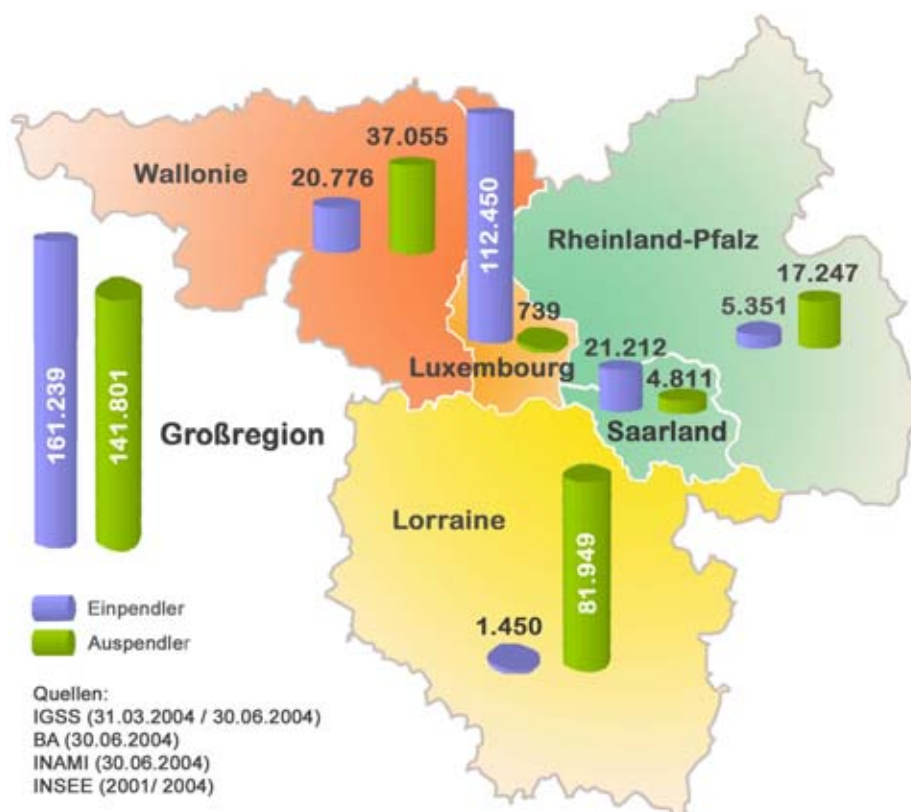 37.055
Wallonie
20.776
112.450
Rheinland-Pfalz
17.247
5.351
739
21.212
Luxembourg
4.811
161.239
141.801
Großregion
Saarland
Lorraine
81.949
1.450
Einpendler
Auspendler
Quellen:
IGSS (31.03.2004 / 30.06.2004)
BA (30.06.2004)
INAMI (30.06.2004)
INSEE (2001/ 2004)